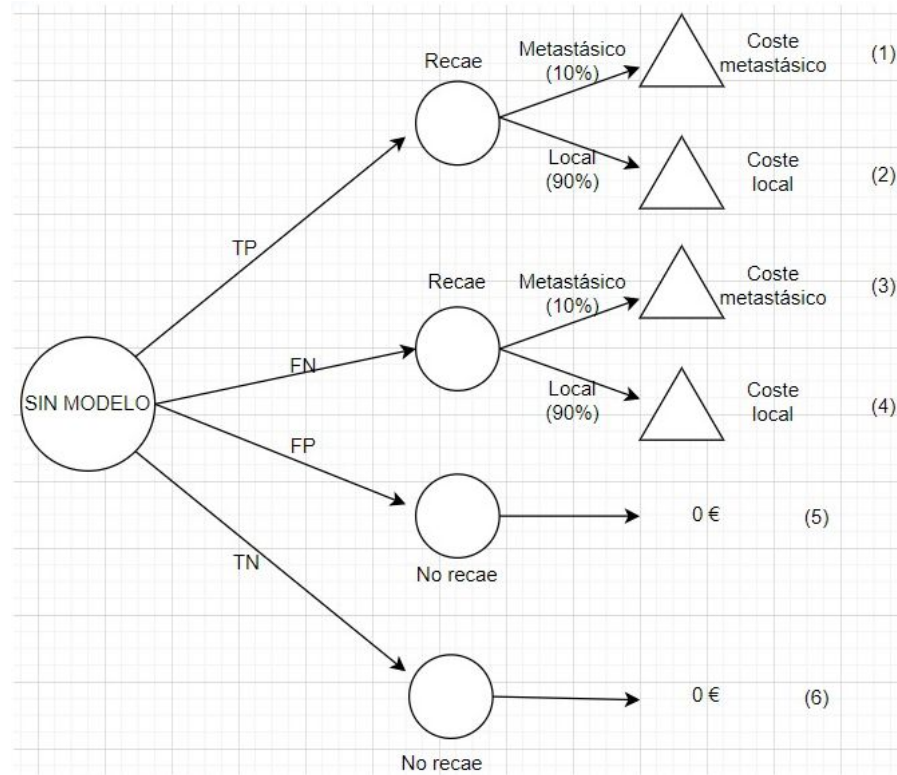 Recae
Metastásico
(10%)
Coste
metastásico
(1)
Local
(90%)
Coste
local
(2)
TP
Recae
Metastásico
(10%)
Coste
metastásico
(3)
FN
Local
(90%)
Coste
local
(4)
SIN MODELO
FP
0 €
(5)
No recae
TN
0 €
(6)
No recae